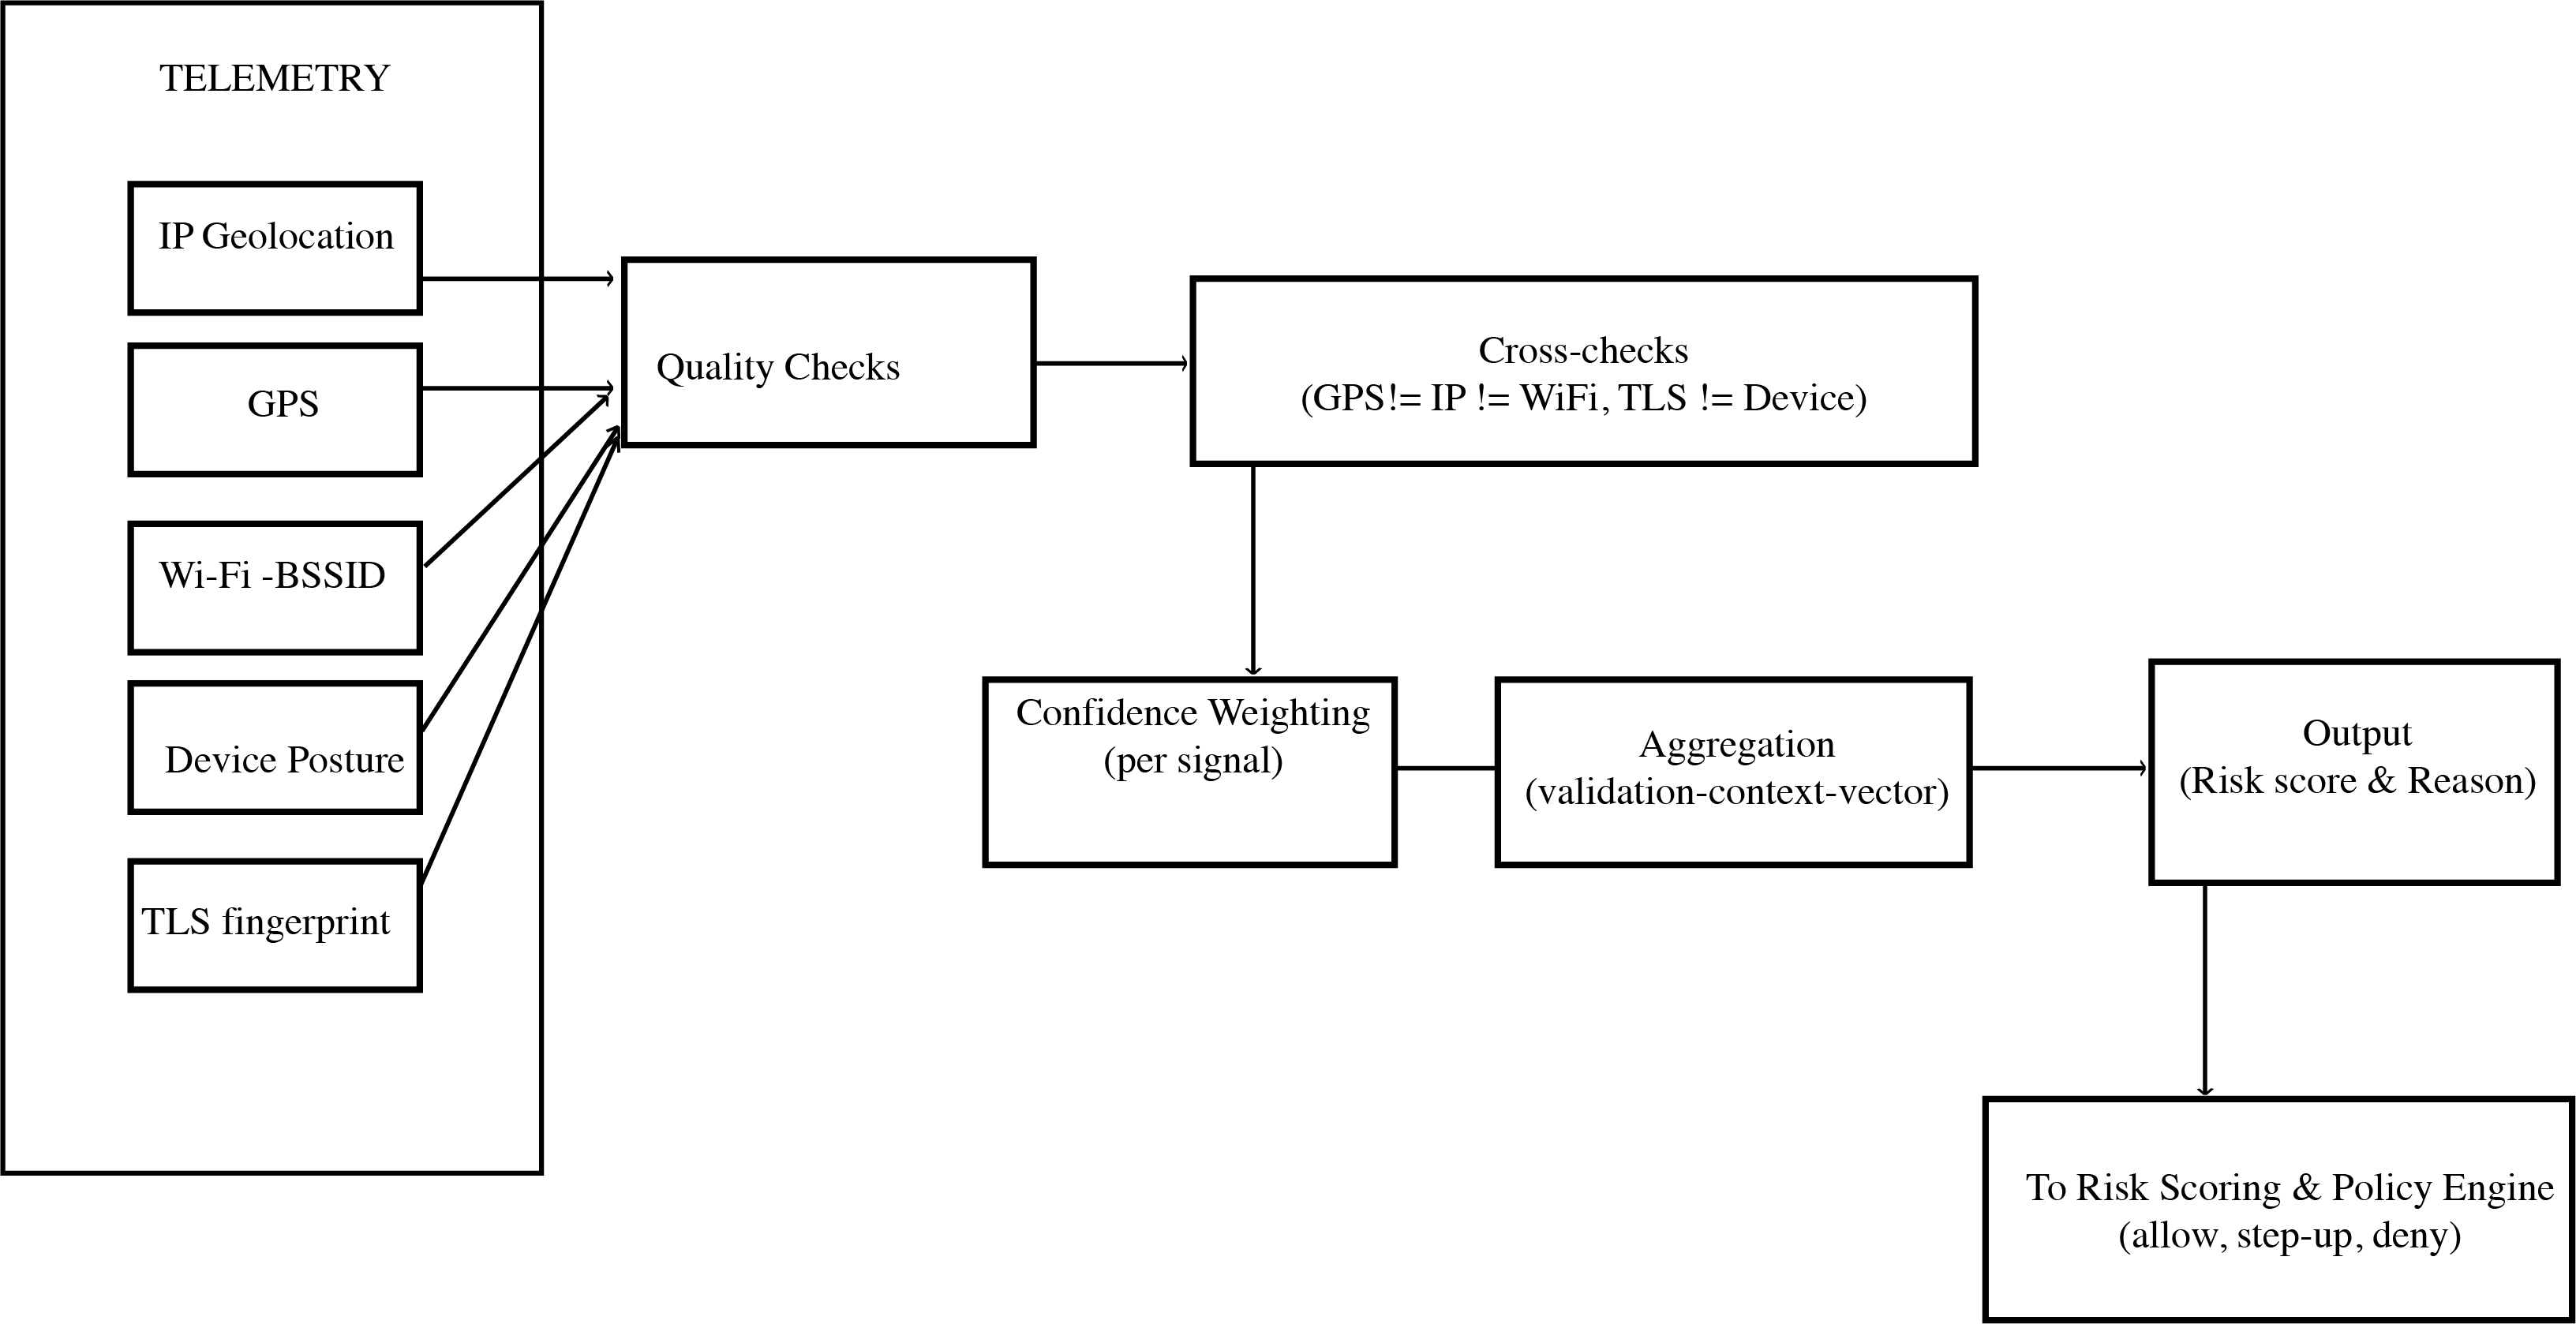 TELEMETRY
IP Geolocation
GPS
Wi-Fi -BSSID
Device Posture
TLS fingerprint
Quality Checks
Cross-checks
(GPS!= IP != WiFi, TLS != Device)
Confidence Weighting
(per signal)
Aggregation
(validation-context-vector)
Output
(Risk score & Reason)
To Risk Scoring & Policy Engine
(allow, step-up, deny)